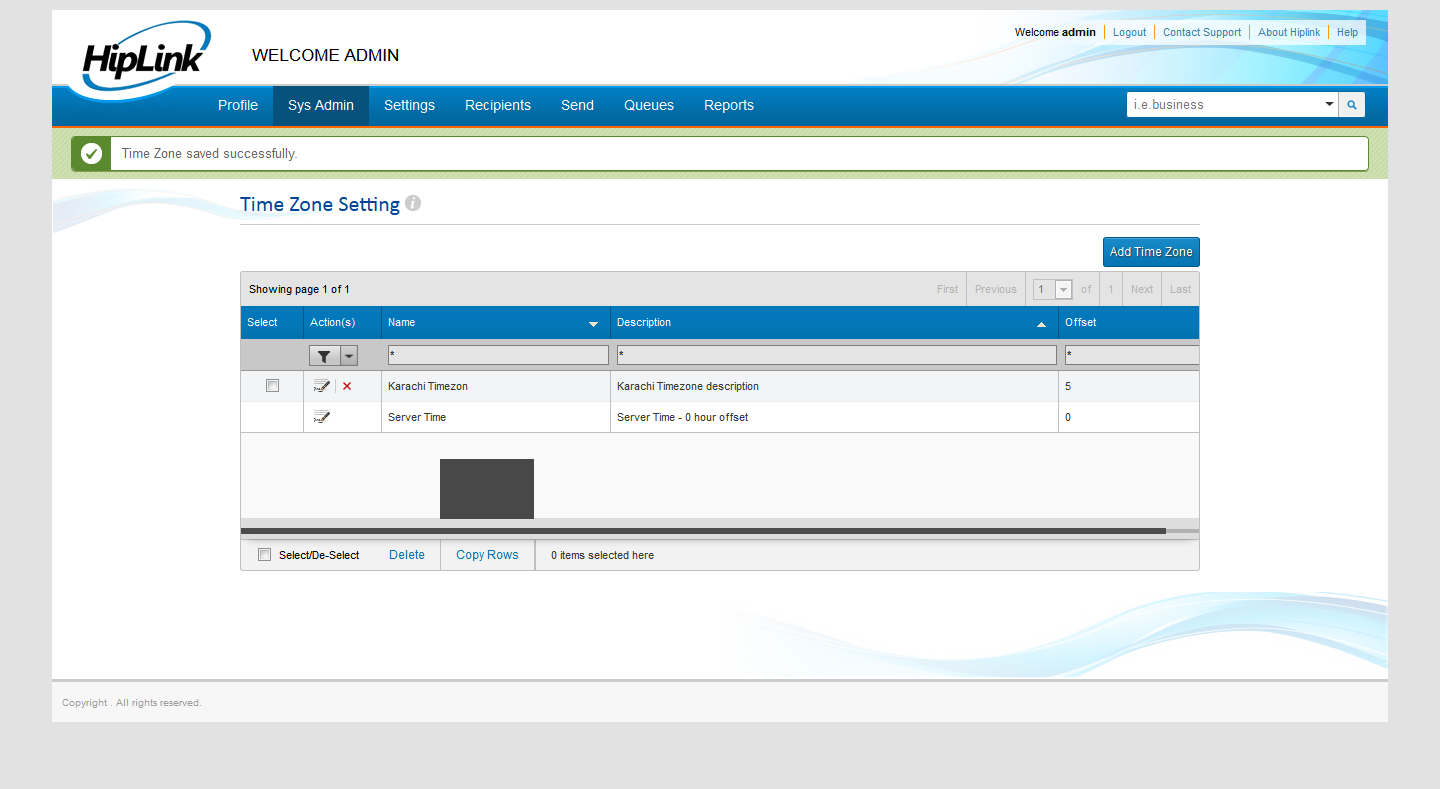 HipLink
WELCOME ADMIN
Welcome admin Logout Contact Support About Hiplink Help
Profile Sys Admin Settings Recipients Send Queues Reports i.e.business
Time Zone saved successfully.
Time Zone Setting i
Add Time Zone
Showing page 1 of 1 First Previous 1 of 1 Next Last
Select Action(s) Name Description Offset
* * *
Karachi Timezon Karachi Timezone description 5
Server Time Server Time - 0 hour offset 0
Select/De-Select Delete Copy Rows 0 items selected here
Copyright . All rights reserved.